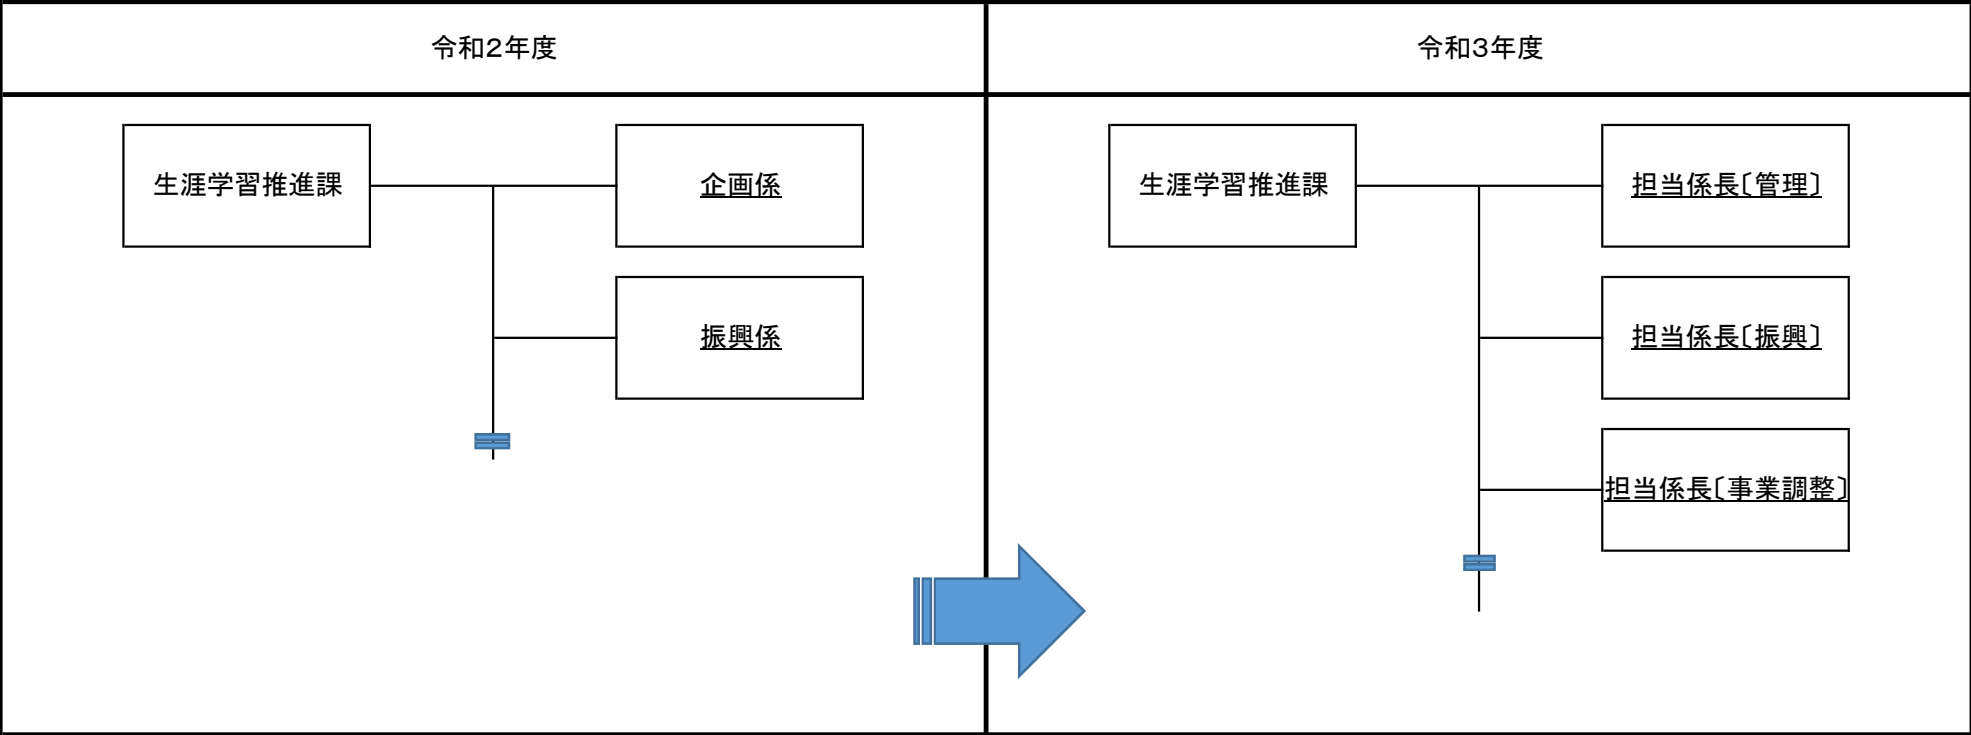 令和２年度
令和３年度
生涯学習推進課
企画係
振興係
生涯学習推進課
担当係長〔管理〕
担当係長〔振興〕
担当係長〔事業調整〕